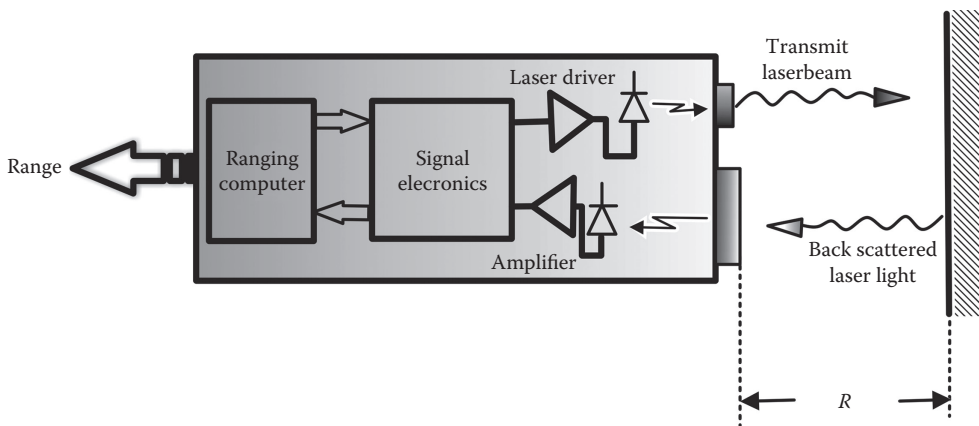 Transmit
laserbeam
Laser driver
Range
Ranging
computer
Signal
elecronics
Amplifier
Back scattered
laser light
R